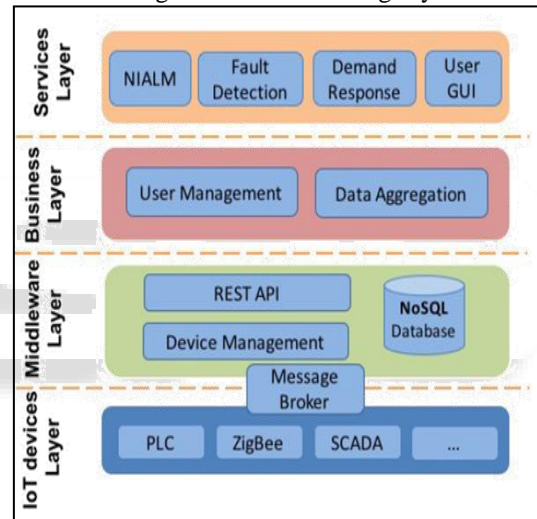 Services
Layer
NIALM
Fault
Detection
Demand
Response
User
GUI
Business
Layer
User Management
Data Aggregation
Middleware
Layer
REST API
Device Management
NoSQL
Database
Message
Broker
IoT devices
Layer
PLC
ZigBee
SCADA
...